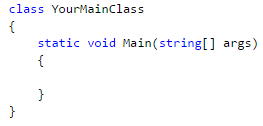 class YourMainClass
{
    static void Main(string[] args)
    {

    }
}